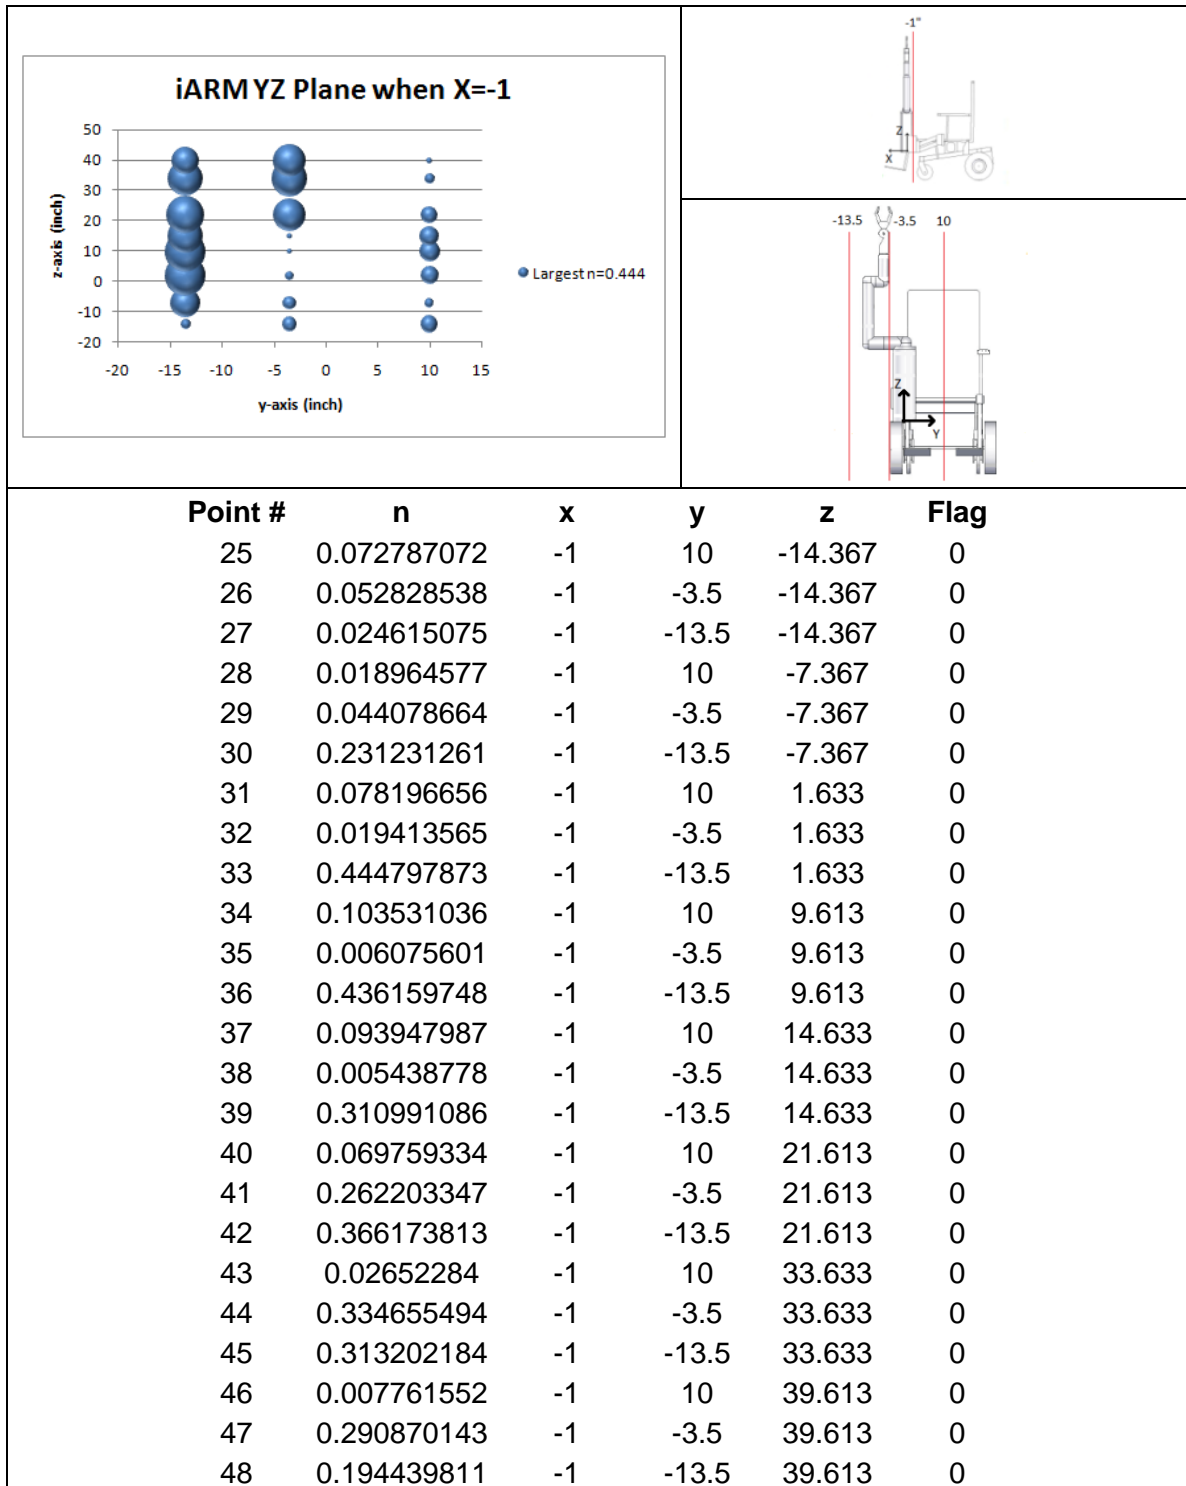 iARM YZ Plane when X=-1
50
40
30
20
10
0
-10
-20
-20 -15 -10 -5 0 5 10 15
z-axis (inch)
y-axis (inch)
Largest n=0.444
-1"
Z
X
-13.5 -3.5 10
Z
Y
Point # n x y z Flag
25 0.072787072 -1 10 -14.367 0
26 0.052828538 -1 -3.5 -14.367 0
27 0.024615075 -1 -13.5 -14.367 0
28 0.018964577 -1 10 -7.367 0
29 0.044078664 -1 -3.5 -7.367 0
30 0.231231261 -1 -13.5 -7.367 0
31 0.078196656 -1 10 1.633 0
32 0.019413565 -1 -3.5 1.633 0
33 0.444797873 -1 -13.5 1.633 0
34 0.103531036 -1 10 9.613 0
35 0.006075601 -1 -3.5 9.613 0
36 0.436159748 -1 -13.5 9.613 0
37 0.093947987 -1 10 14.633 0
38 0.005438778 -1 -3.5 14.633 0
39 0.310991086 -1 -13.5 14.633 0
40 0.069759334 -1 10 21.613 0
41 0.262203347 -1 -3.5 21.613 0
42 0.366173813 -1 -13.5 21.613 0
43 0.02652284 -1 10 33.633 0
44 0.334655494 -1 -3.5 33.633 0
45 0.313202184 -1 -13.5 33.633 0
46 0.007761552 -1 10 39.613 0
47 0.290870143 -1 -3.5 39.613 0
48 0.194439811 -1 -13.5 39.613 0